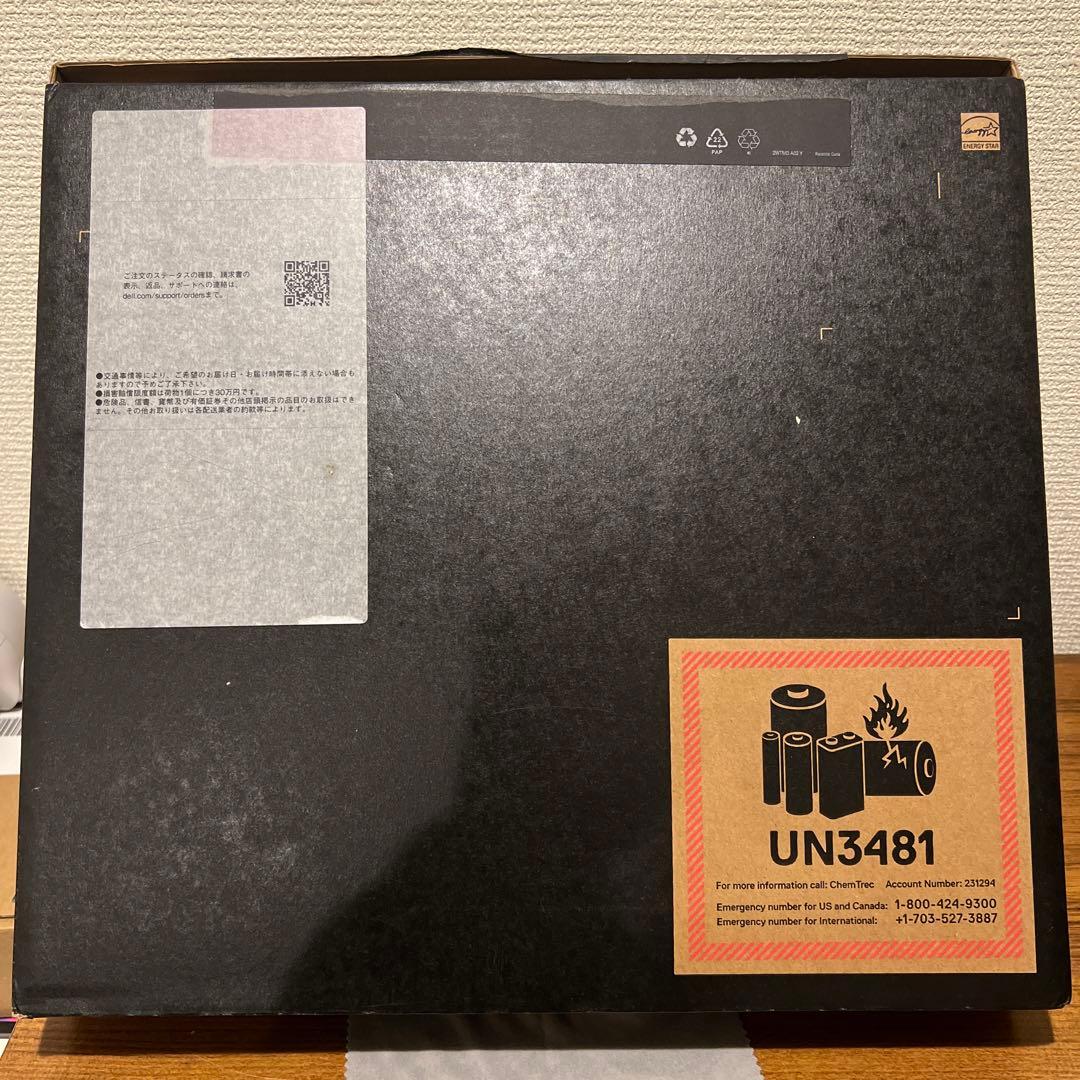 22
PAP
ENERGY STAR
ご注文のステータスの確認、請求書の
表示、返品、サポートへの連絡は、
dell.com/support/ordersまで。
●交通事情等により、ご希望のお届け日・お届け時間帯に添えない場合も
ありますので予めご了承下さい。
●損害賠償限度額は荷物1個につき30万円です。
●危険品、信書、貨幣及び有価証券その他店頭掲示の品目のお取扱はでき
ません。その他お取り扱いは各配送業者の約款等によります。
UN3481
For more information call: ChemTrec Account Number: 231294
Emergency number for US and Canada: 1-800-424-9300
Emergency number for International: +1-703-527-3887